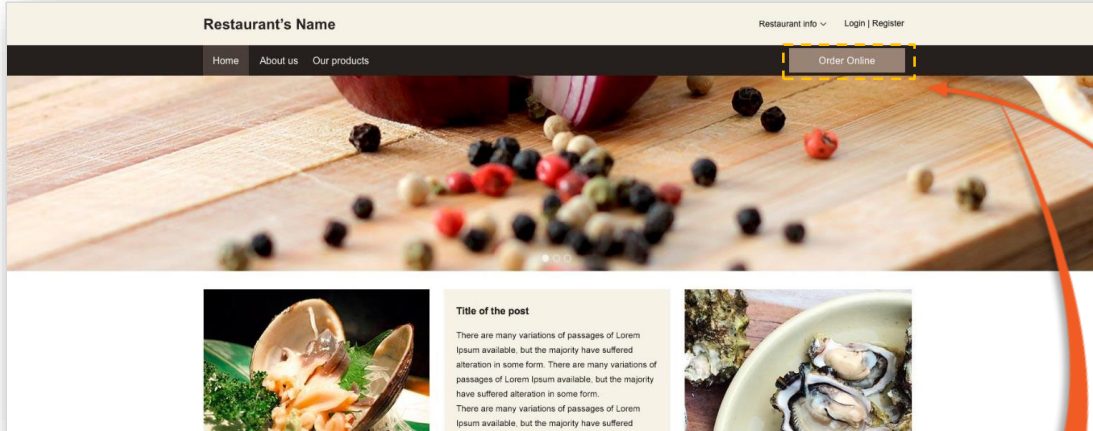 Restaurant's Name
Restaurant info
Login | Register
Home
About us
Our products
Order Online
Title of the post
There are many variations of passages of Lorem
Ipsum available, but the majority have suffered
alteration in some form. There are many variations of
passages of Lorem Ipsum available, but the majority
have suffered alteration in some form.
There are many variations of passages of Lorem
Ipsum available, but the majority have suffered